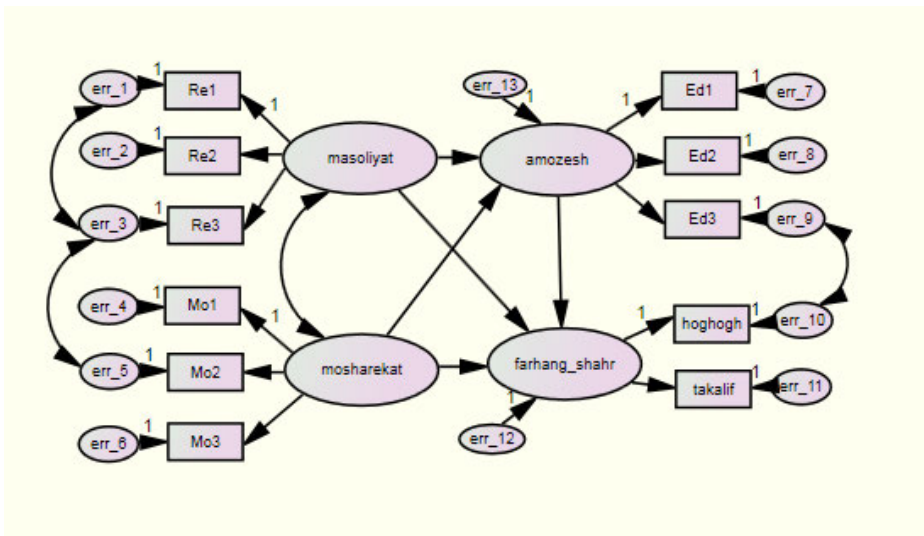 err_1
1
Re1
1
err_2
1
Re2
err_3
1
Re3
masoliyat
err_4
1
Mo1
1
err_5
1
Mo2
err_6
1
Mo3
mosharekat
err_13
1
amozesh
1
Ed1
1
err_7
Ed2
1
err_8
Ed3
1
err_9
farhang_shahr
1
hoghogh
1
err_10
takalif
1
err_11
1
err_12